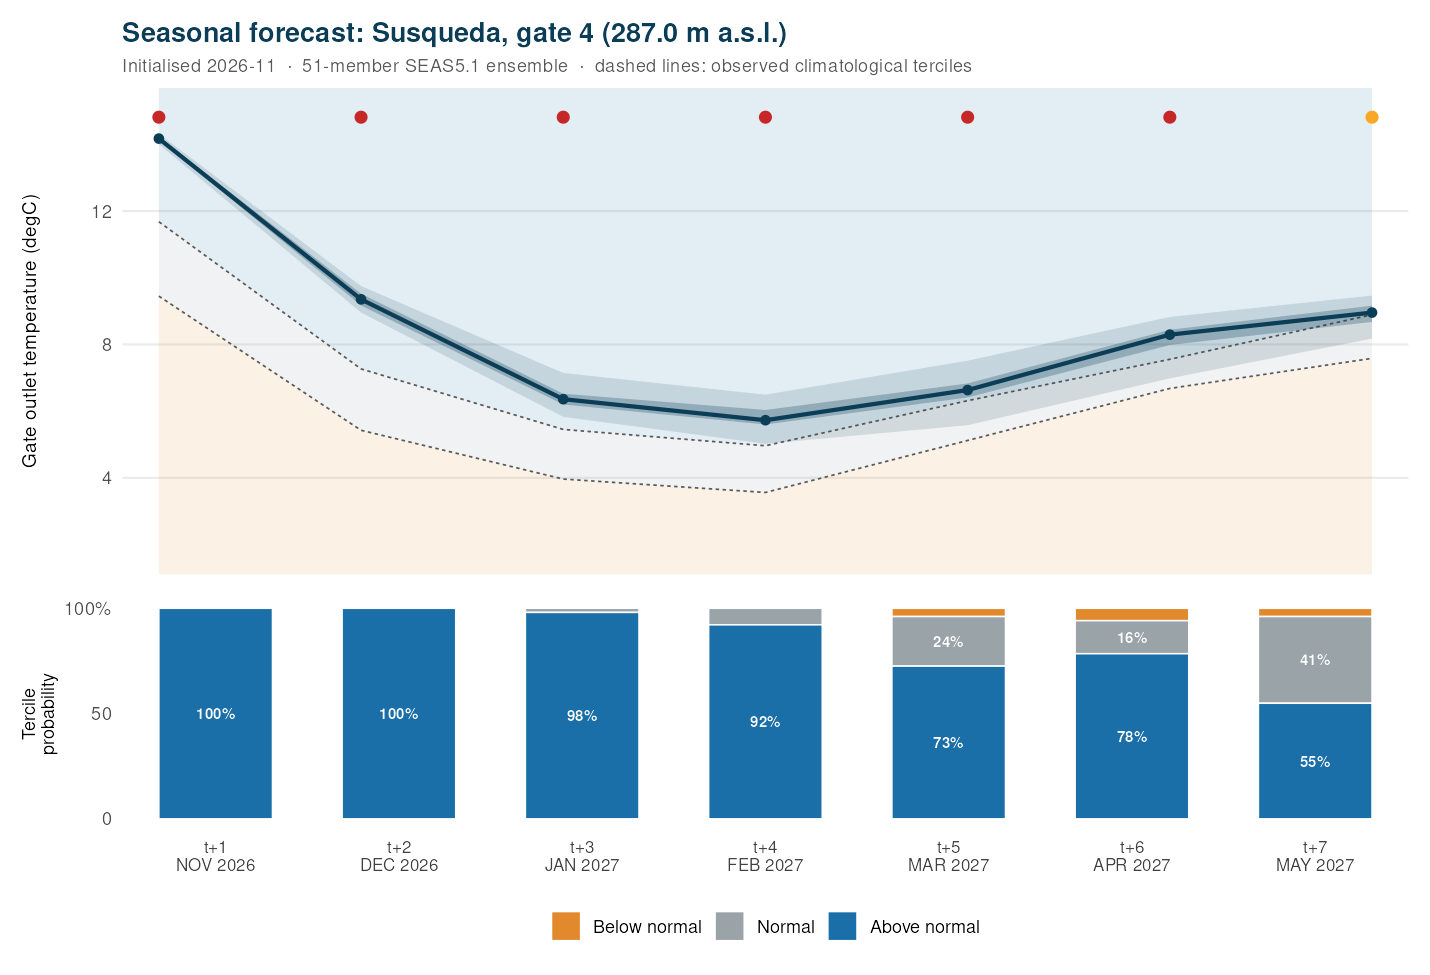 Seasonal forecast: Susqueda, gate 4 (287.0 m a.s.l.)
Initialised 2026-11 · 51-member SEAS5.1 ensemble · dashed lines: observed climatological terciles
Gate outlet temperature (degC)
12
8
4
Tercile
probability
100%
50
0
100%
100%
98%
92%
24%
73%
16%
78%
41%
55%
t+1
NOV 2026
t+2
DEC 2026
t+3
JAN 2027
t+4
FEB 2027
t+5
MAR 2027
t+6
APR 2027
t+7
MAY 2027
Below normal
Normal
Above normal